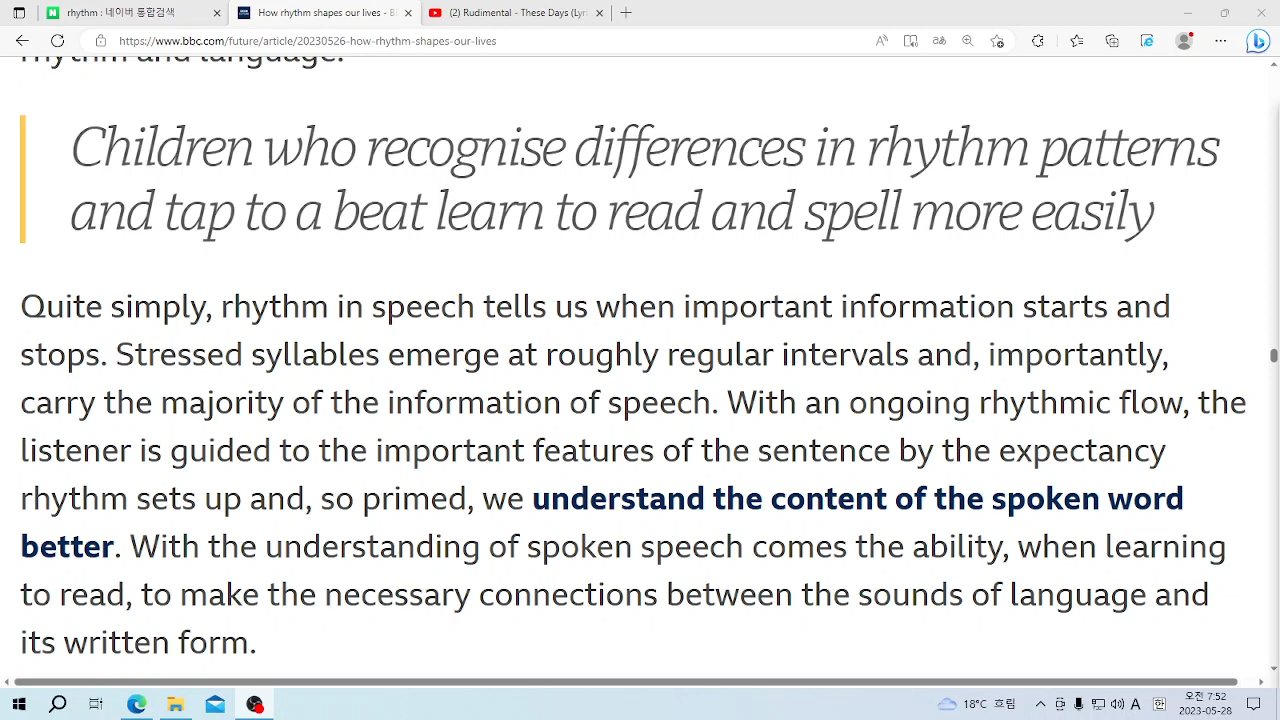 rhythm : 네이버 통합검색
How rhythm shapes our lives - B
(2) Rudimental - These Days (Lyr
https://www.bbc.com/future/article/20230526-how-rhythm-shapes-our-lives
rhythm and language.
Children who recognise differences in rhythm patterns
and tap to a beat learn to read and spell more easily
Quite simply, rhythm in speech tells us when important information starts and
stops. Stressed syllables emerge at roughly regular intervals and, importantly,
carry the majority of the information of speech. With an ongoing rhythmic flow, the
listener is guided to the important features of the sentence by the expectancy
rhythm sets up and, so primed, we understand the content of the spoken word
better. With the understanding of spoken speech comes the ability, when learning
to read, to make the necessary connections between the sounds of language and
its written form.
18°C 흐림
A
오전 7:52
2023-05-28